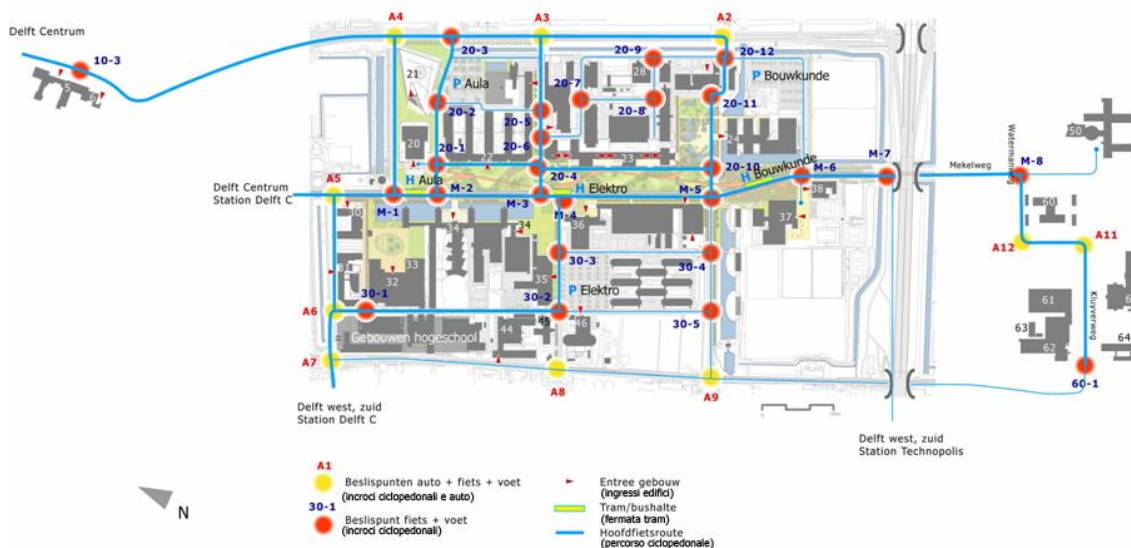 Delft Centrum
10-3
5
6
A4
A3
A2
20-3
20-9
20-12
21
P Aula
28
P Bouwkunde
20-7
20-2
20-8
20-11
20-5
24
20
20-1
20-6
22
23
20-10
20-4
H Aula
H Elektro
H Bouwkunde
M-6
M-7
Mekelweg
Watermanweg
M-8
50
Delft Centrum
Station Delft C
A5
M-1
M-2
M-3
M-4
M-5
38
30
34
34
36
37
60
A12
A11
31
33
32
35
30-3
30-4
30-1
30-2
P Elektro
A6
30-5
61
Kluyverweg
Gebouwen hogeschool
44
45
46
63
62
64
A7
A8
A9
60-1
Delft west, zuid
Station Delft C
Delft west, zuid
Station Technopolis
N
A1
Beslispunten auto + fiets + voet
(incroci ciclopedonali e auto)
30-1
Beslispunt fiets + voet
(incroci ciclopedonali)
Entree gebouw
(ingressi edifici)
Tram/bushalte
(fermata tram)
Hoofdfietsroute
(percorso ciclopedonale)